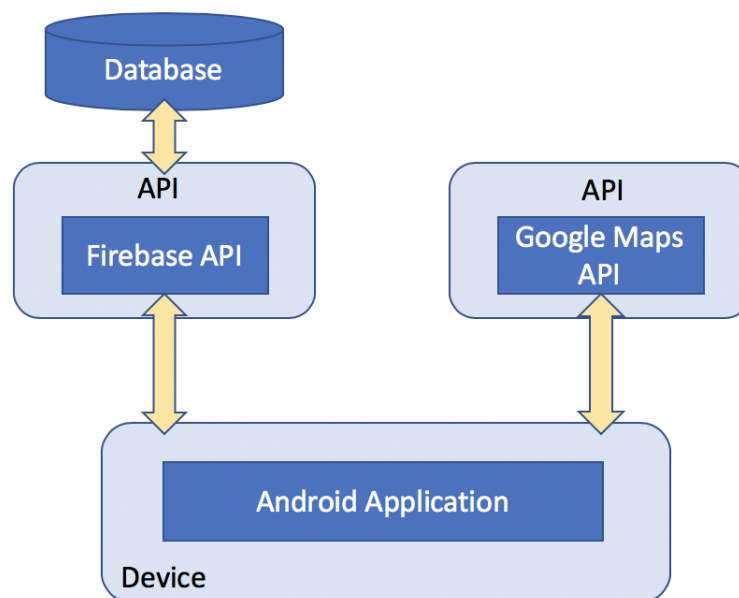 Database
API
Firebase API
API
Google Maps
API
Android Application
Device